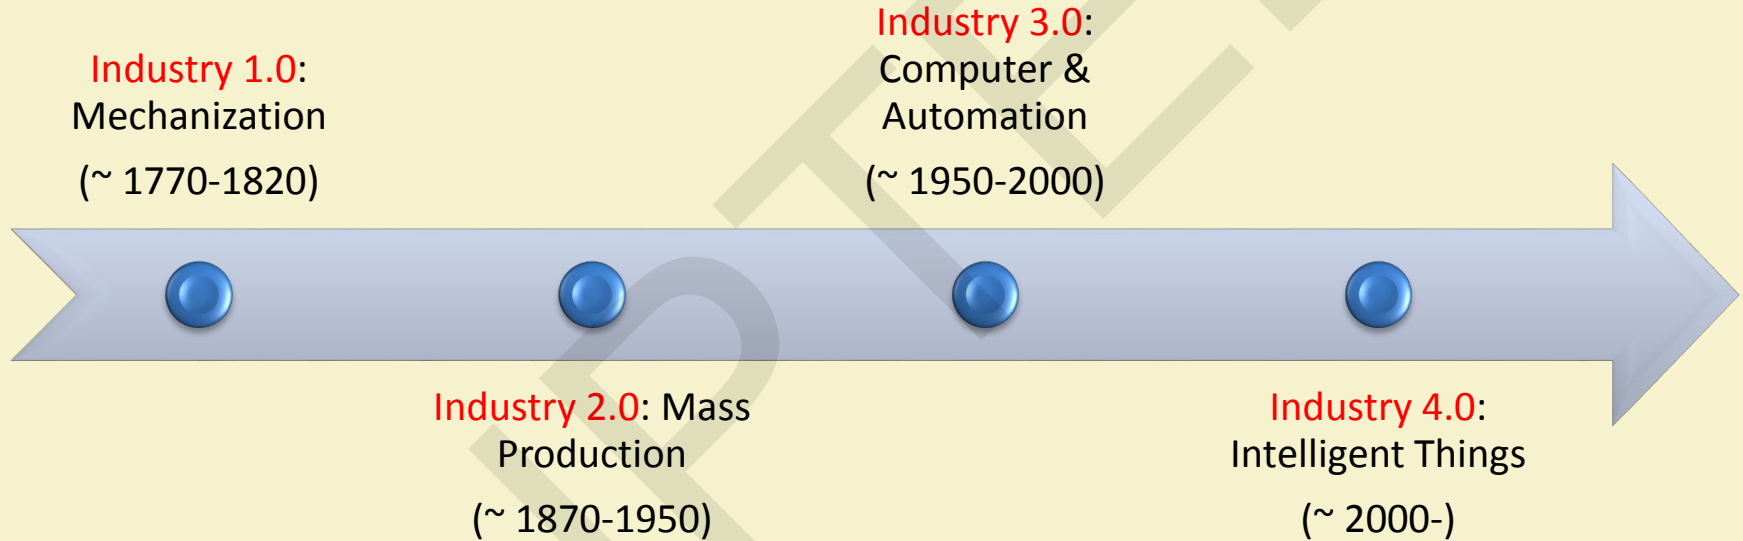 Industry 1.0:
Mechanization
(~ 1770-1820)
Industry 2.0: Mass
Production
(~ 1870-1950)
Industry 3.0:
Computer &
Automation
(~ 1950-2000)
Industry 4.0:
Intelligent Things
(~ 2000-)